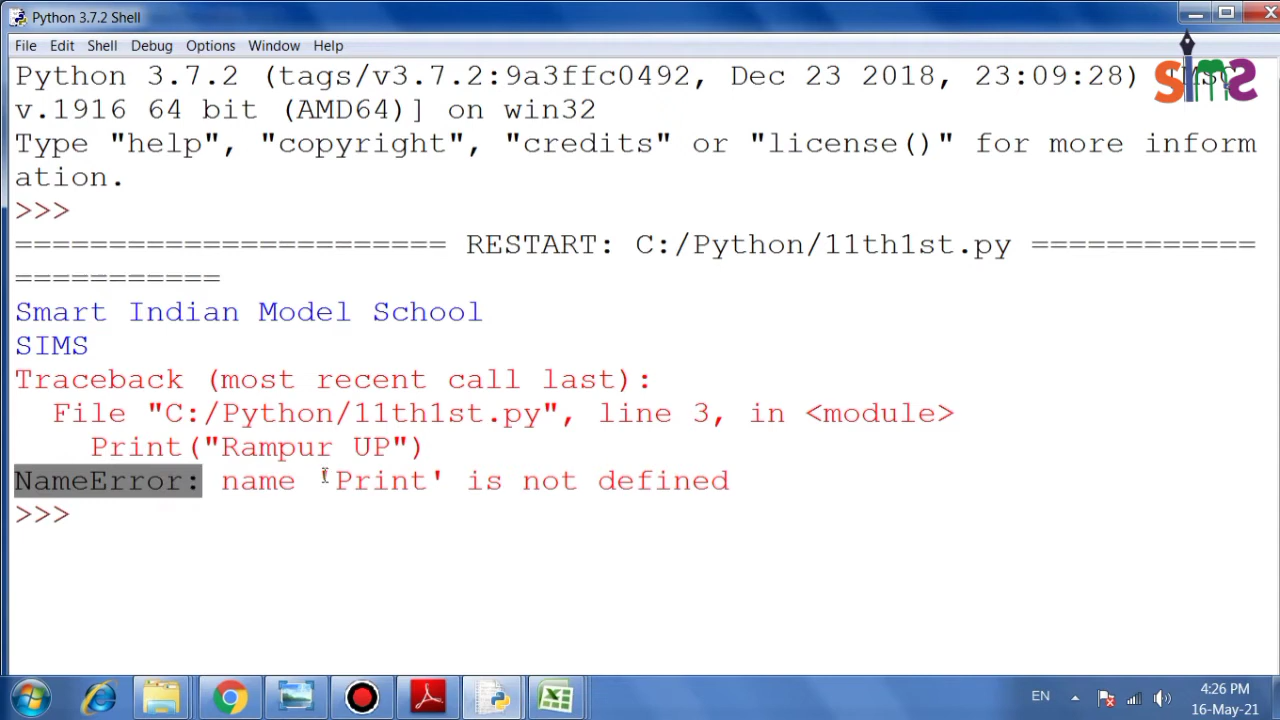 Python 3.7.2 Shell
File Edit Shell Debug Options Window Help
Python 3.7.2 (tags/v3.7.2:9a3ffc0492, Dec 23 2018, 23:09:28)
v.1916 64 bit (AMD64)] on win32
Type "help", "copyright", "credits" or "license()" for more inform
ation.
>>>
======================= RESTART: C:/Python/11th1st.py ============
===========
Smart Indian Model School
SIMS
Traceback (most recent call last):
File "C:/Python/11th1st.py", line 3, in <module>
Print("Rampur UP")
NameError: name 'Print' is not defined
>>>
SIMS
EN
4:26 PM
16-May-21